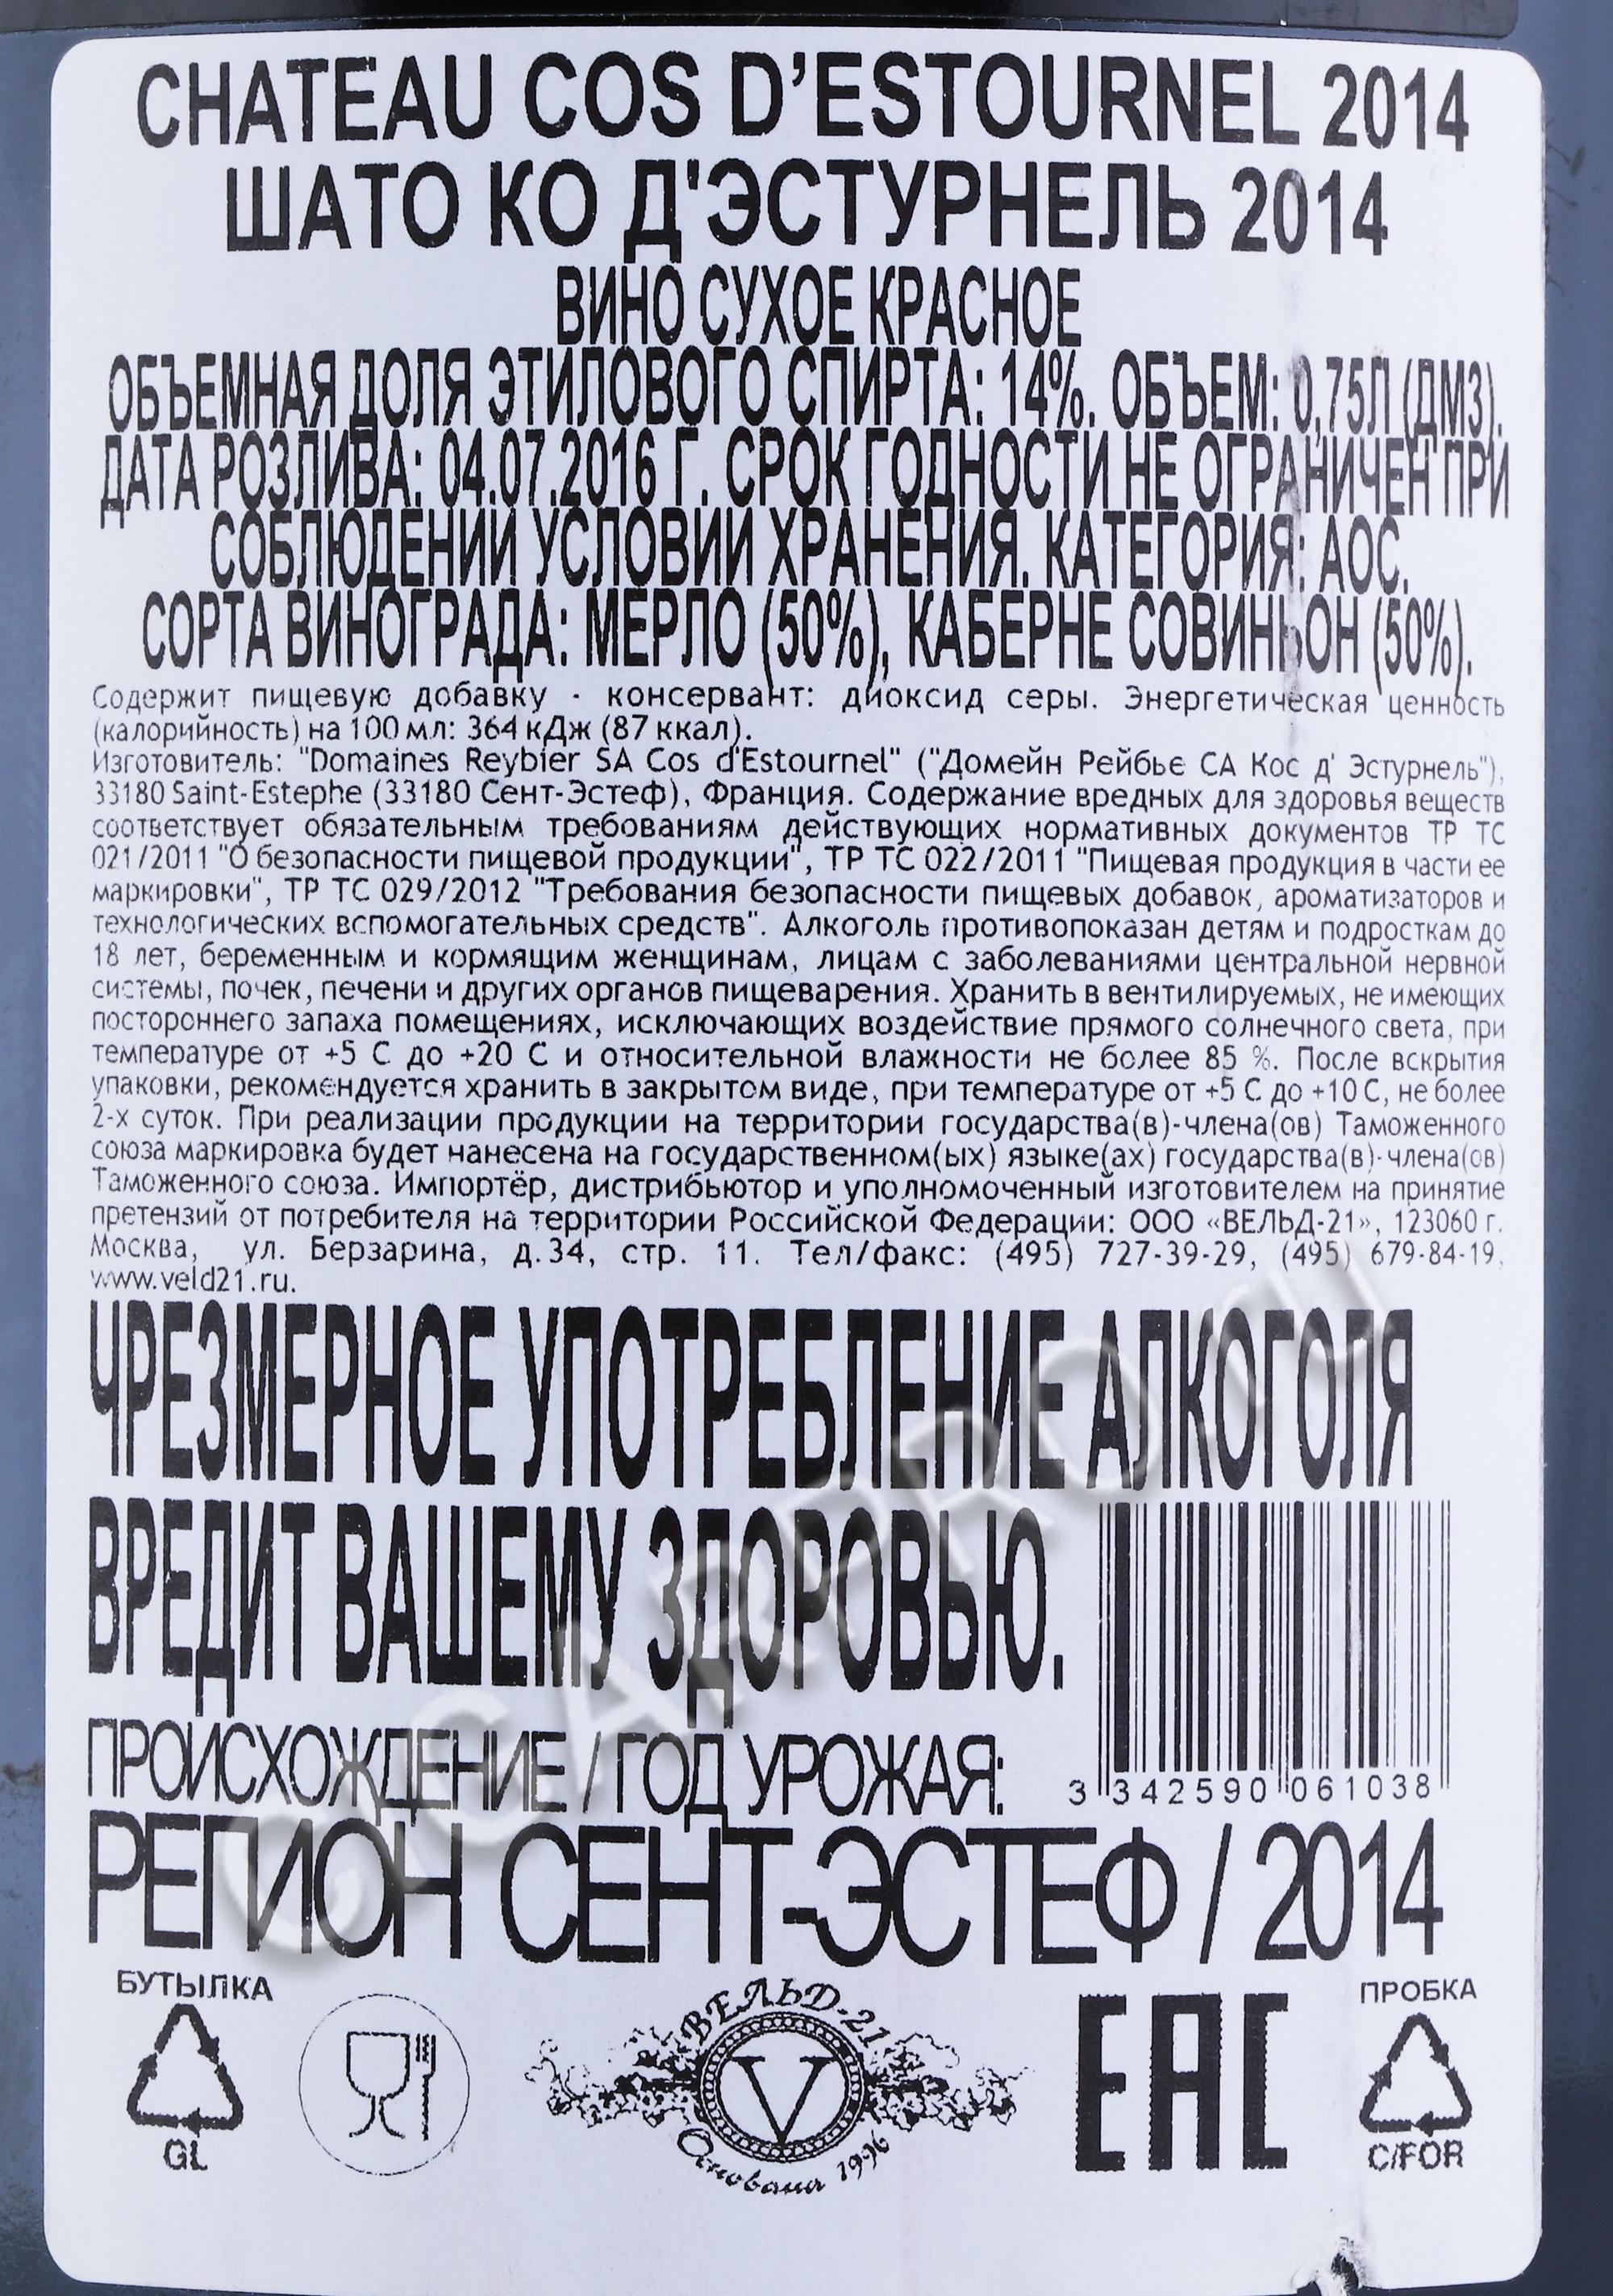 CHATEAU COS D'ESTOURNEL 2014
ШАТО КО Д'ЭСТУРНЕЛЬ 2014
ВИНО СУХОЕ КРАСНОЕ
ОБЪЕМНАЯ ДОЛЯ ЭТИЛОВОГО СПИРТА: 14%. ОБЪЕМ: 0,75Л (ДМ3).
ДАТА РОЗЛИВА: 04.07.2016 Г. СРОК ГОДНОСТИ НЕ ОГРАНИЧЕН ПРИ
СОБЛЮДЕНИИ УСЛОВИЙ ХРАНЕНИЯ. КАТЕГОРИЯ: АОС.
СОРТА ВИНОГРАДА: МЕРЛО (50%), КАБЕРНЕ СОВИНЬОН (50%).
Содержит пищевую добавку - консервант: диоксид серы. Энергетическая ценность
(калорийность) на 100 мл: 364 кДж (87 ккал).
Изготовитель: "Domaines Reybier SA Cos d'Estournel" ("Домейн Рейбье СА Кос д' Эстурнель"),
33180 Saint-Estephe (33180 Сент-Эстеф), Франция. Содержание вредных для здоровья веществ
соответствует обязательным требованиям действующих нормативных документов ТР ТС
021/2011 "О безопасности пищевой продукции", ТР ТС 022/2011 "Пищевая продукция в части ее
маркировки", ТР ТС 029/2012 "Требования безопасности пищевых добавок, ароматизаторов и
технологических вспомогательных средств". Алкоголь противопоказан детям и подросткам до
18 лет, беременным и кормящим женщинам, лицам с заболеваниями центральной нервной
системы, почек, печени и других органов пищеварения. Хранить в вентилируемых, не имеющих
постороннего запаха помещениях, исключающих воздействие прямого солнечного света, при
температуре от +5 С до +20 С и относительной влажности не более 85 %. После вскрытия
упаковки, рекомендуется хранить в закрытом виде, при температуре от +5 С до +10 С, не более
2-х суток. При реализации продукции на территории государства(в)-члена(ов) Таможенного
союза маркировка будет нанесена на государственном(ых) языке(ах) государства(в)-члена(ов)
Таможенного союза. Импортёр, дистрибьютор и уполномоченный изготовителем на принятие
претензий от потребителя на территории Российской Федерации: ООО «ВЕЛЬД-21», 123060 г.
Москва, ул. Берзарина, д.34, стр. 11. Тел/факс: (495) 727-39-29, (495) 679-84-19,
www.veld21.ru.
ЧРЕЗМЕРНОЕ УПОТРЕБЛЕНИЕ АЛКОГОЛЯ
ВРЕДИТ ВАШЕМУ ЗДОРОВЬЮ.
ПРОИСХОЖДЕНИЕ / ГОД УРОЖАЯ:
3 342590 061038
РЕГИОН СЕНТ-ЭСТЕФ / 2014
БУТЫЛКА
GL
ВЕЛЬД-21
V
Основана 1996
EAC
ПРОБКА
C/FOR
CIGARPRO.ru